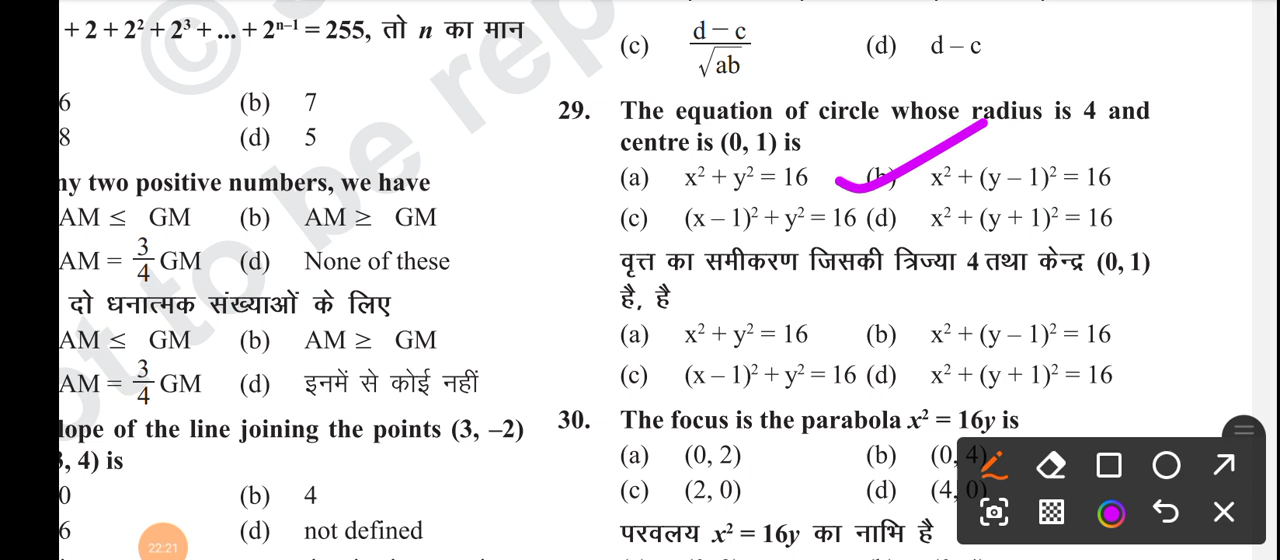 + 2 + 2² + 2³ + ... + 2ⁿ⁻¹ = 255, तो n का मान
6 (b) 7
8 (d) 5
ny two positive numbers, we have
AM ≤ GM (b) AM ≥ GM
AM = 3/4 GM (d) None of these
दो धनात्मक संख्याओं के लिए
AM ≤ GM (b) AM ≥ GM
AM = 3/4 GM (d) इनमें से कोई नहीं
lope of the line joining the points (3, –2)
, 4) is
0 (b) 4
6 (d) not defined
22:21
(c) d – c / √ab (d) d – c
29. The equation of circle whose radius is 4 and
centre is (0, 1) is
(a) x² + y² = 16 (b) x² + (y – 1)² = 16
(c) (x – 1)² + y² = 16 (d) x² + (y + 1)² = 16
वृत्त का समीकरण जिसकी त्रिज्या 4 तथा केन्द्र (0, 1)
है, है
(a) x² + y² = 16 (b) x² + (y – 1)² = 16
(c) (x – 1)² + y² = 16 (d) x² + (y + 1)² = 16
30. The focus is the parabola x² = 16y is
(a) (0, 2) (b) (0, 4)
(c) (2, 0) (d) (4, 0)
परवलय x² = 16y का नाभि है
© ot to be rep